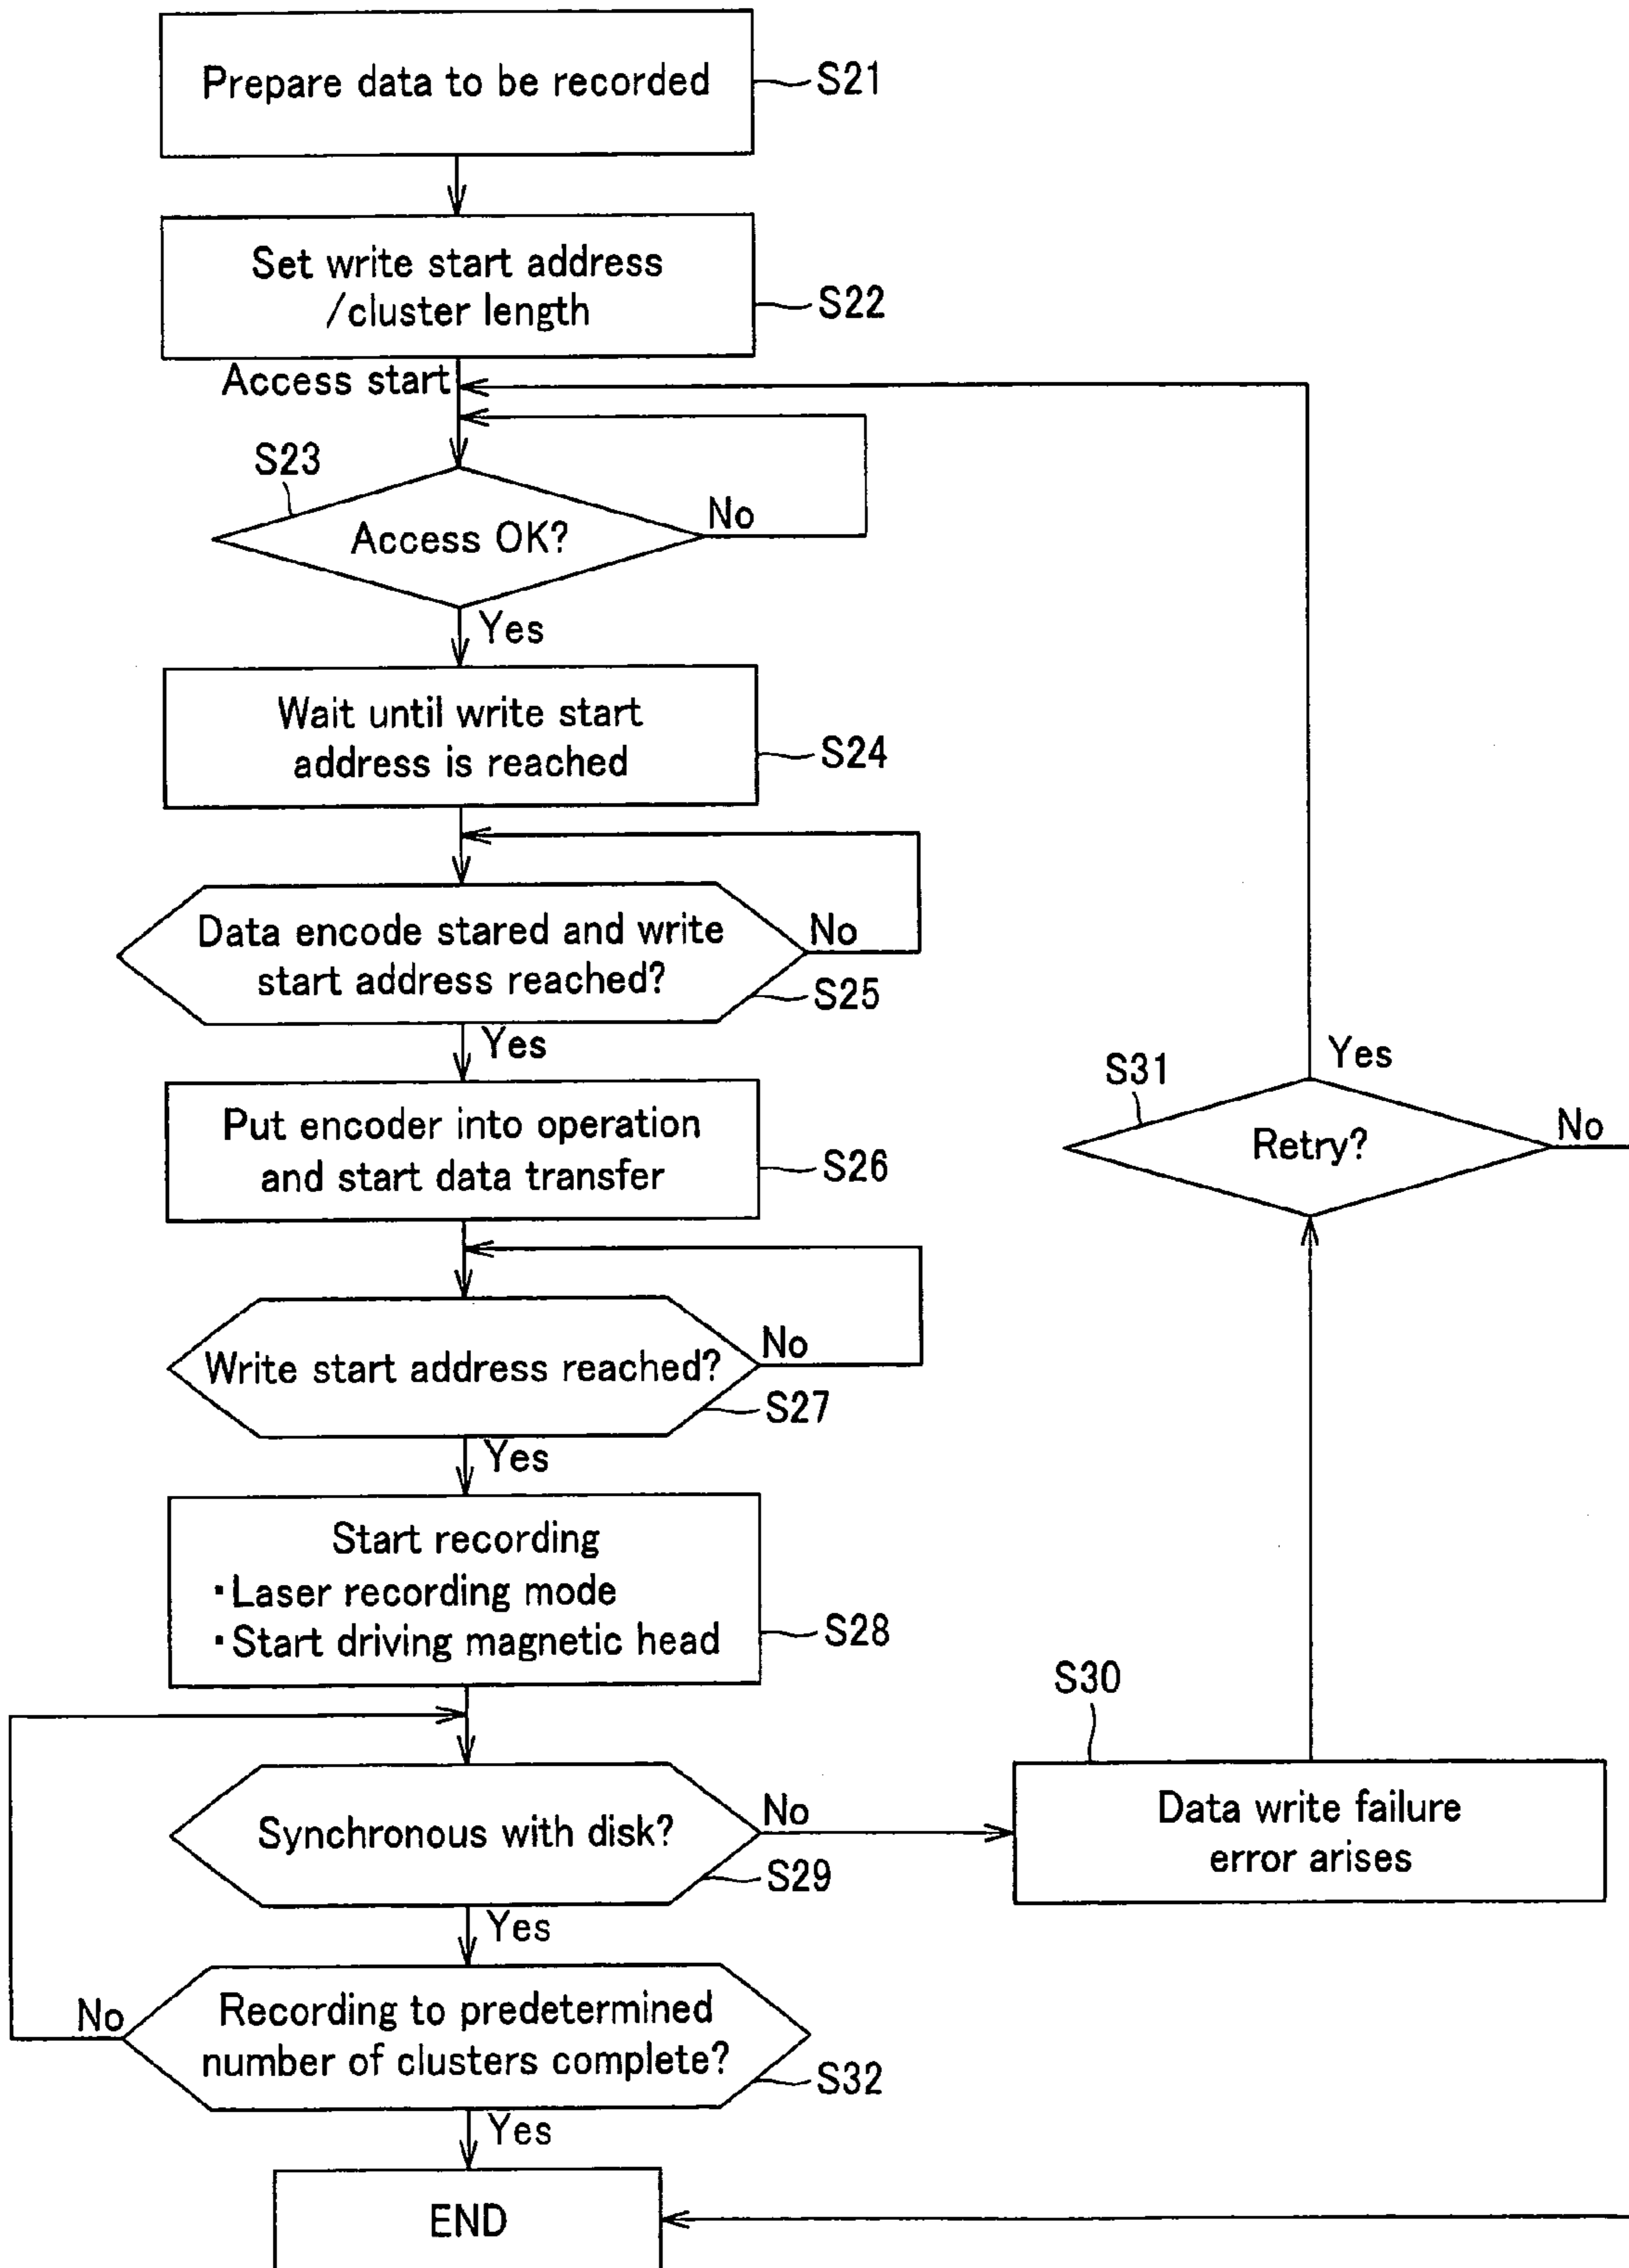 Prepare data to be recorded
S21
Set write start address
/cluster length
S22
Access start
S23
Access OK?
No
Yes
Wait until write start
address is reached
S24
Data encode stared and write
start address reached?
No
S25
Yes
Put encoder into operation
and start data transfer
S26
Write start address reached?
No
S27
Yes
Start recording
・Laser recording mode
・Start driving magnetic head
S28
Synchronous with disk?
No
S29
Yes
S30
Data write failure
error arises
S31
Retry?
Yes
No
Recording to predetermined
number of clusters complete?
No
S32
Yes
END